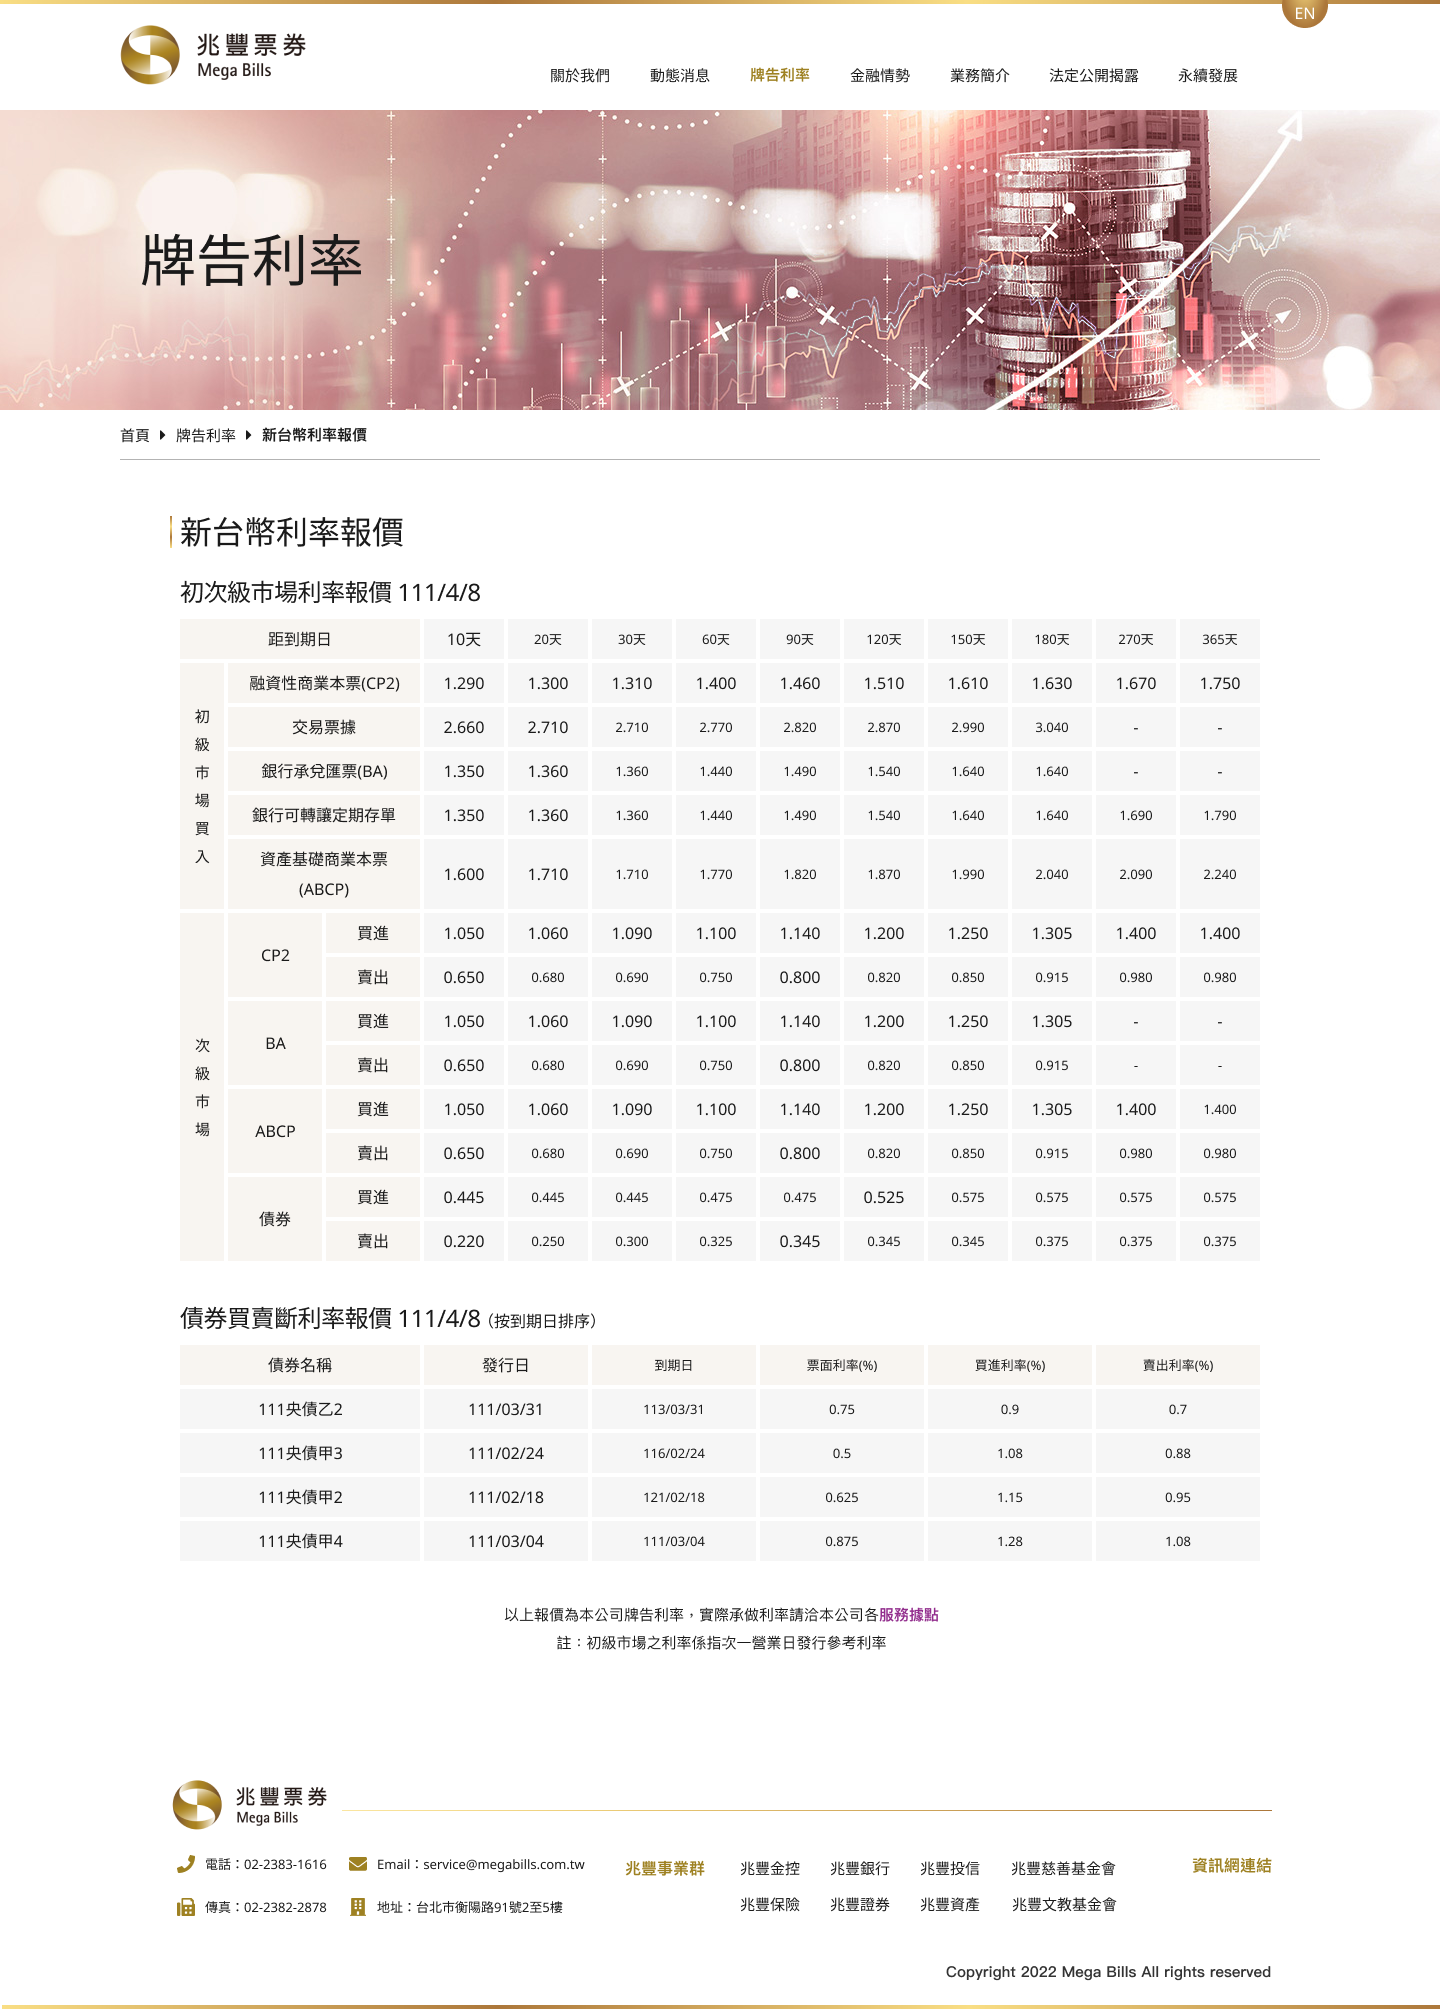 EN
兆豐票券
Mega Bills
關於我們 動態消息 牌告利率 金融情勢 業務簡介 法定公開揭露 永續發展
牌告利率
首頁 牌告利率 新台幣利率報價
新台幣利率報價
初次級市場利率報價 111/4/8
距到期日 10天 20天 30天 60天 90天 120天 150天 180天 270天 365天
初級市場買入
融資性商業本票(CP2) 1.290 1.300 1.310 1.400 1.460 1.510 1.610 1.630 1.670 1.750
交易票據 2.660 2.710 2.710 2.770 2.820 2.870 2.990 3.040 - -
銀行承兌匯票(BA) 1.350 1.360 1.360 1.440 1.490 1.540 1.640 1.640 - -
銀行可轉讓定期存單 1.350 1.360 1.360 1.440 1.490 1.540 1.640 1.640 1.690 1.790
資產基礎商業本票
(ABCP) 1.600 1.710 1.710 1.770 1.820 1.870 1.990 2.040 2.090 2.240
次級市場
CP2
買進 1.050 1.060 1.090 1.100 1.140 1.200 1.250 1.305 1.400 1.400
賣出 0.650 0.680 0.690 0.750 0.800 0.820 0.850 0.915 0.980 0.980
BA
買進 1.050 1.060 1.090 1.100 1.140 1.200 1.250 1.305 - -
賣出 0.650 0.680 0.690 0.750 0.800 0.820 0.850 0.915 - -
ABCP
買進 1.050 1.060 1.090 1.100 1.140 1.200 1.250 1.305 1.400 1.400
賣出 0.650 0.680 0.690 0.750 0.800 0.820 0.850 0.915 0.980 0.980
債券
買進 0.445 0.445 0.445 0.475 0.475 0.525 0.575 0.575 0.575 0.575
賣出 0.220 0.250 0.300 0.325 0.345 0.345 0.345 0.375 0.375 0.375
債券買賣斷利率報價 111/4/8（按到期日排序）
債券名稱 發行日 到期日 票面利率(%) 買進利率(%) 賣出利率(%)
111央債乙2 111/03/31 113/03/31 0.75 0.9 0.7
111央債甲3 111/02/24 116/02/24 0.5 1.08 0.88
111央債甲2 111/02/18 121/02/18 0.625 1.15 0.95
111央債甲4 111/03/04 111/03/04 0.875 1.28 1.08
以上報價為本公司牌告利率，實際承做利率請洽本公司各服務據點
註：初級市場之利率係指次一營業日發行參考利率
兆豐票券
Mega Bills
電話：02-2383-1616 Email：service@megabills.com.tw
傳真：02-2382-2878 地址：台北市衡陽路91號2至5樓
兆豐事業群 兆豐金控 兆豐銀行 兆豐投信 兆豐慈善基金會
兆豐保險 兆豐證券 兆豐資產 兆豐文教基金會
資訊網連結
Copyright 2022 Mega Bills All rights reserved